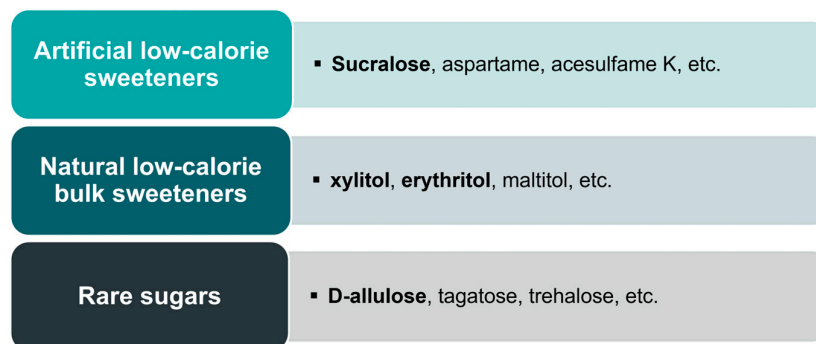 Artificial low-calorie
sweeteners
▪ Sucralose, aspartame, acesulfame K, etc.
Natural low-calorie
bulk sweeteners
▪ xylitol, erythritol, maltitol, etc.
Rare sugars
▪ D-allulose, tagatose, trehalose, etc.